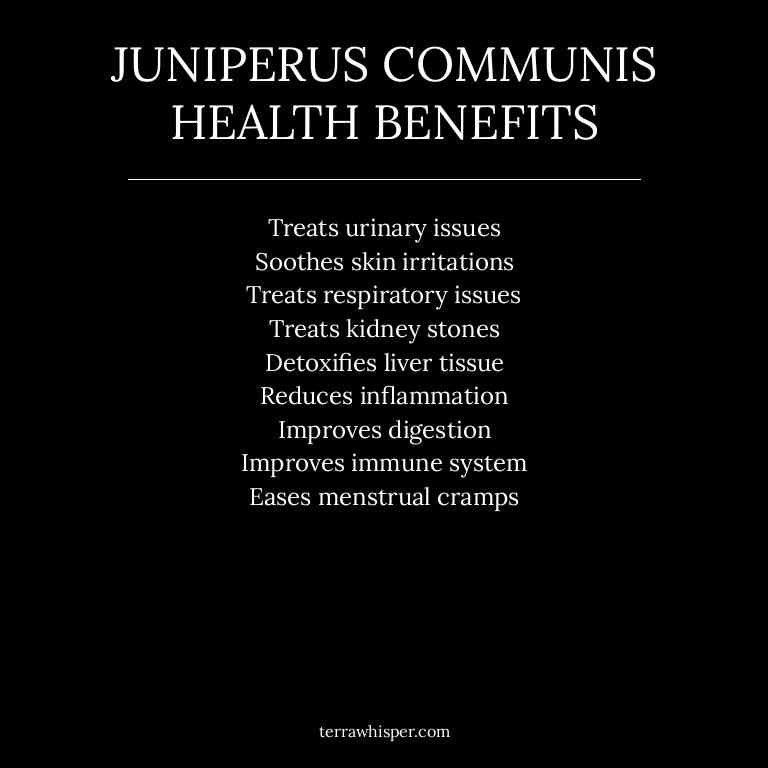 JUNIPERUS COMMUNIS
HEALTH BENEFITS
Treats urinary issues
Soothes skin irritations
Treats respiratory issues
Treats kidney stones
Detoxifies liver tissue
Reduces inflammation
Improves digestion
Improves immune system
Eases menstrual cramps
terrawhisper.com